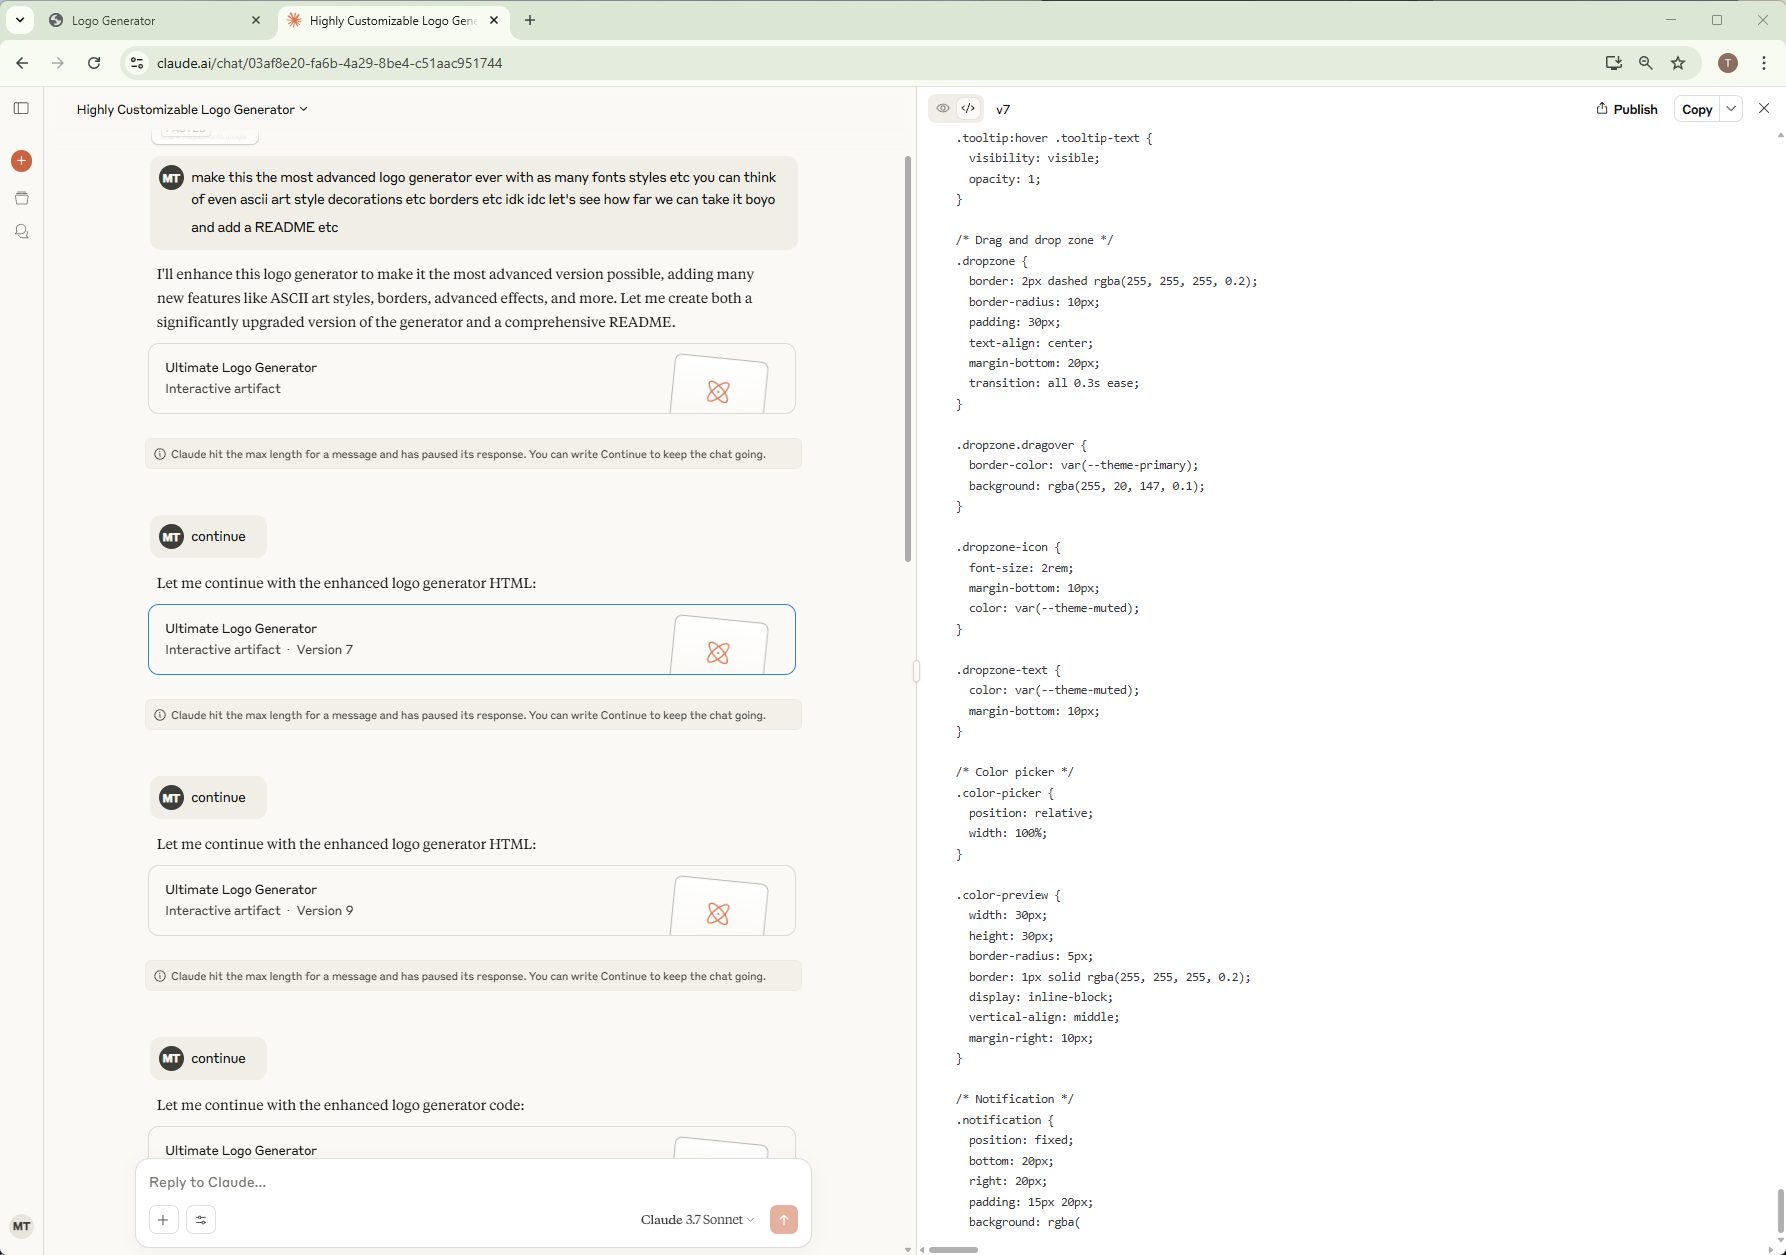 Logo Generator
Highly Customizable Logo Gene
claude.ai/chat/03af8e20-fa6b-4a29-8be4-c51aac951744
T
Highly Customizable Logo Generator
PASTED
MT
make this the most advanced logo generator ever with as many fonts styles etc you can think
of even ascii art style decorations etc borders etc idk idc let's see how far we can take it boyo
and add a README etc
I'll enhance this logo generator to make it the most advanced version possible, adding many
new features like ASCII art styles, borders, advanced effects, and more. Let me create both a
significantly upgraded version of the generator and a comprehensive README.
Ultimate Logo Generator
Interactive artifact
Claude hit the max length for a message and has paused its response. You can write Continue to keep the chat going.
MT
continue
Let me continue with the enhanced logo generator HTML:
Ultimate Logo Generator
Interactive artifact · Version 7
Claude hit the max length for a message and has paused its response. You can write Continue to keep the chat going.
MT
continue
Let me continue with the enhanced logo generator HTML:
Ultimate Logo Generator
Interactive artifact · Version 9
Claude hit the max length for a message and has paused its response. You can write Continue to keep the chat going.
MT
continue
Let me continue with the enhanced logo generator code:
Ultimate Logo Generator
Reply to Claude...
Claude 3.7 Sonnet
MT
v7
Publish
Copy
.tooltip:hover .tooltip-text {
visibility: visible;
opacity: 1;
}
/* Drag and drop zone */
.dropzone {
border: 2px dashed rgba(255, 255, 255, 0.2);
border-radius: 10px;
padding: 30px;
text-align: center;
margin-bottom: 20px;
transition: all 0.3s ease;
}
.dropzone.dragover {
border-color: var(--theme-primary);
background: rgba(255, 20, 147, 0.1);
}
.dropzone-icon {
font-size: 2rem;
margin-bottom: 10px;
color: var(--theme-muted);
}
.dropzone-text {
color: var(--theme-muted);
margin-bottom: 10px;
}
/* Color picker */
.color-picker {
position: relative;
width: 100%;
}
.color-preview {
width: 30px;
height: 30px;
border-radius: 5px;
border: 1px solid rgba(255, 255, 255, 0.2);
display: inline-block;
vertical-align: middle;
margin-right: 10px;
}
/* Notification */
.notification {
position: fixed;
bottom: 20px;
right: 20px;
padding: 15px 20px;
background: rgba(